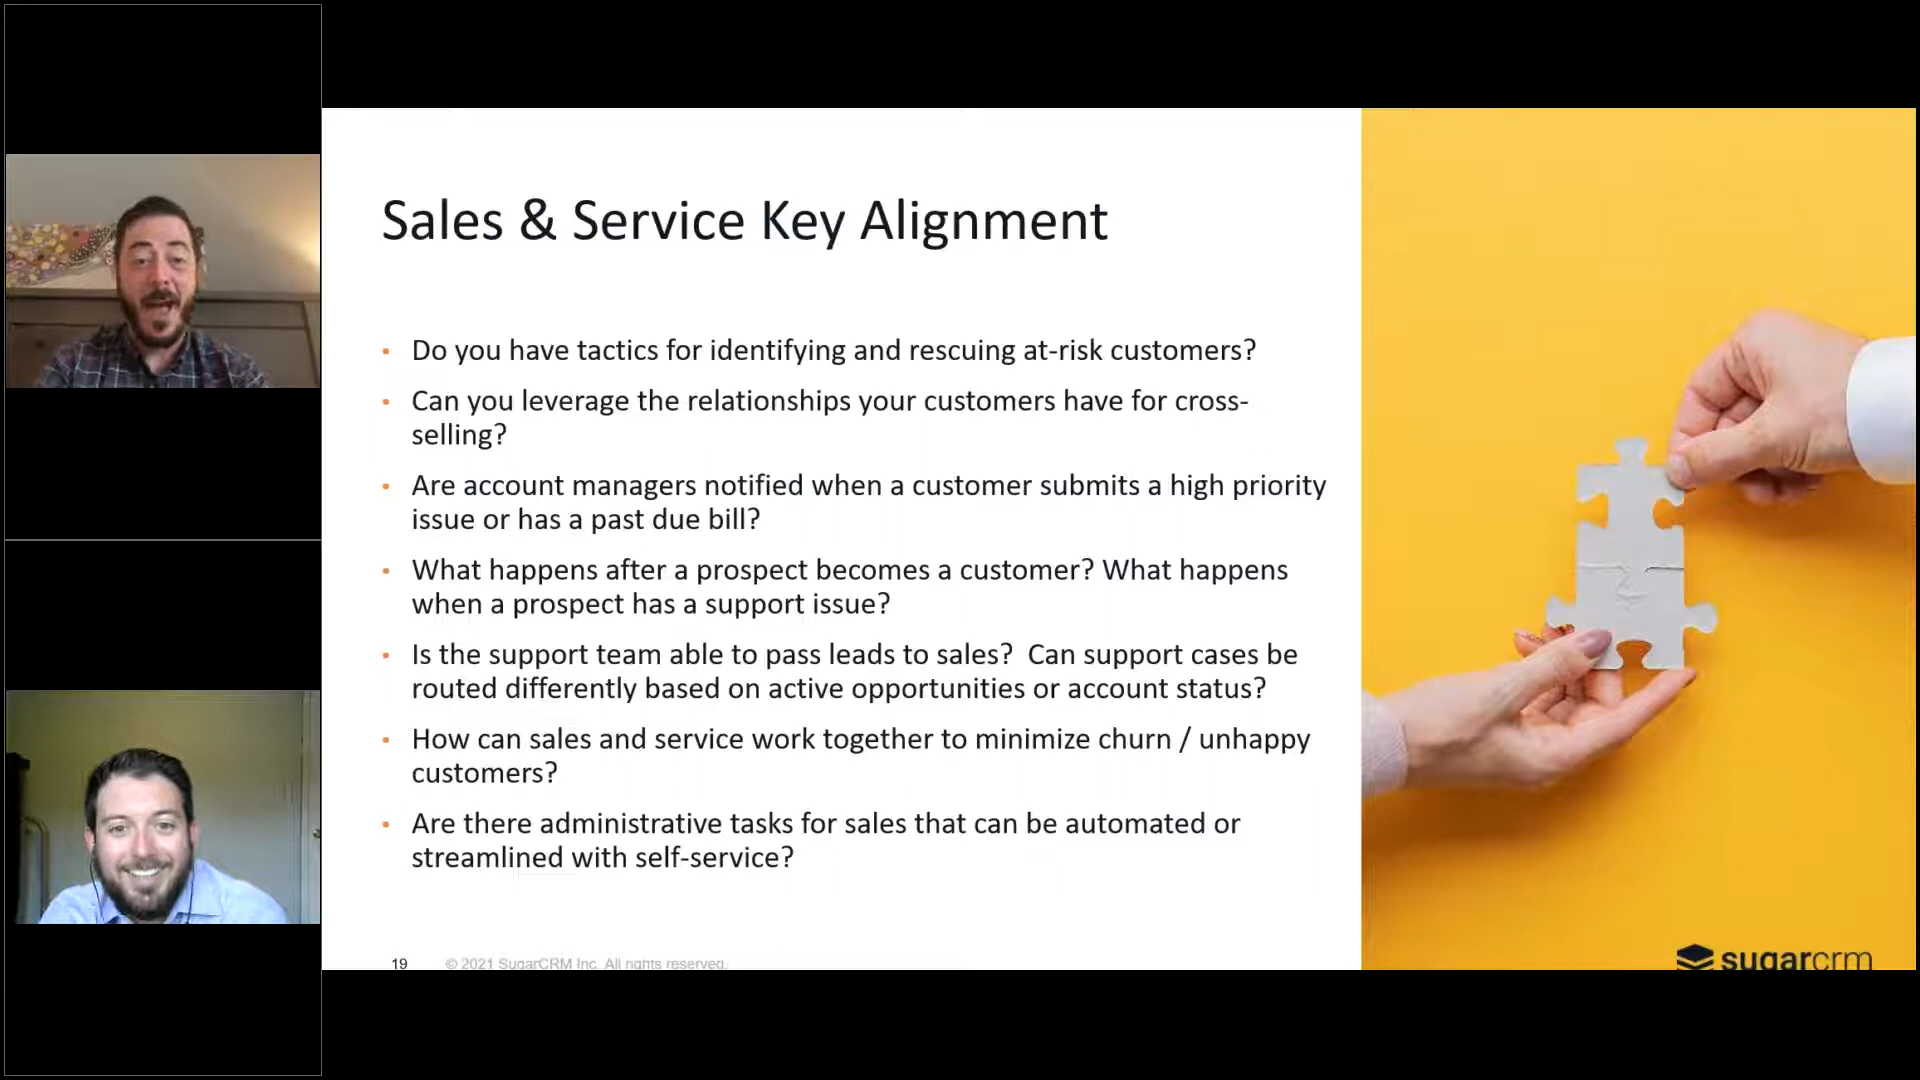 Sales & Service Key Alignment
• Do you have tactics for identifying and rescuing at-risk customers?
• Can you leverage the relationships your customers have for cross-
selling?
• Are account managers notified when a customer submits a high priority
issue or has a past due bill?
• What happens after a prospect becomes a customer? What happens
when a prospect has a support issue?
• Is the support team able to pass leads to sales?  Can support cases be
routed differently based on active opportunities or account status?
• How can sales and service work together to minimize churn / unhappy
customers?
• Are there administrative tasks for sales that can be automated or
streamlined with self-service?
19 © 2021 SugarCRM Inc. All rights reserved.
sugarcrm